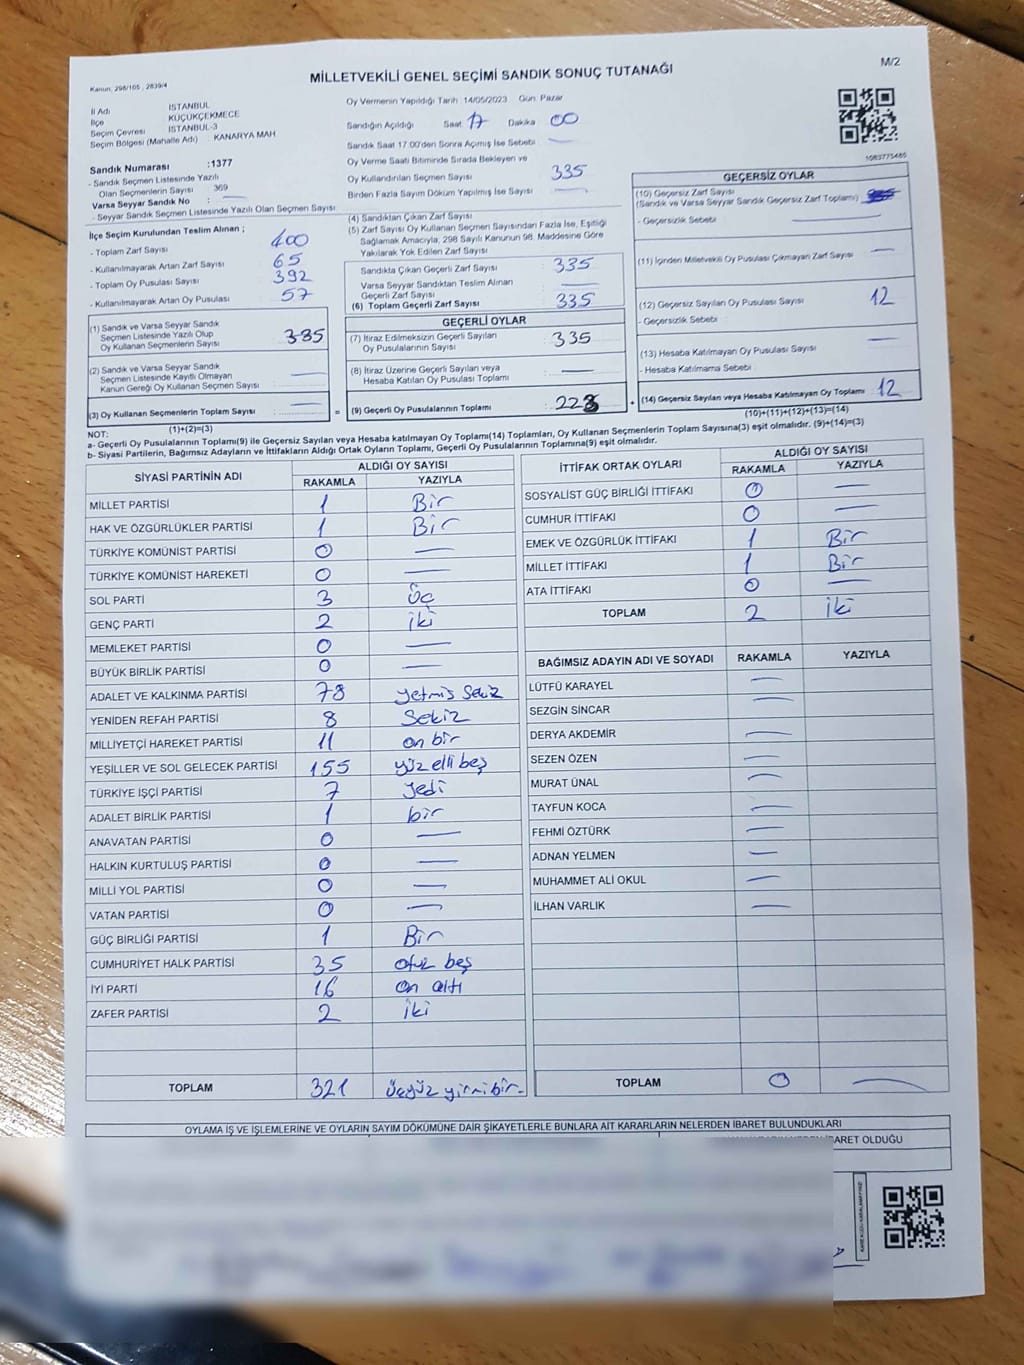 MİLLETVEKİLİ GENEL SEÇİMİ SANDIK SONUÇ TUTANAĞI
M/2
Kanun, 298/105 , 2839/4
İl Adı İSTANBUL
İlçe KÜÇÜKÇEKMECE
Seçim Çevresi İSTANBUL-3
Seçim Bölgesi (Mahalle Adı) : KANARYA MAH
Oy Vermenin Yapıldığı Tarih :14/05/2023 Gün: Pazar
Sandığın Açıldığı Saat 17 Dakika 00
Sandık Saat 17.00'den Sonra Açılmış İse Sebebi —
Oy Verme Saati Bitiminde Sırada Bekleyen ve
Oy Kullandırılan Seçmen Sayısı 335
Birden Fazla Sayım Döküm Yapılmış İse Sayısı —
1083775485
Sandık Numarası :1377
- Sandık Seçmen Listesinde Yazılı
Olan Seçmenlerin Sayısı : 369
Varsa Seyyar Sandık No : —
- Seyyar Sandık Seçmen Listesinde Yazılı Olan Seçmen Sayısı:
İlçe Seçim Kurulundan Teslim Alınan ;
- Toplam Zarf Sayısı : 400
- Kullanılmayarak Artan Zarf Sayısı : 65
- Toplam Oy Pusulası Sayısı : 392
- Kullanılmayarak Artan Oy Pusulası : 57
(4) Sandıktan Çıkan Zarf Sayısı
(5) Zarf Sayısı Oy Kullanan Seçmen Sayısından Fazla İse, Eşitliği
Sağlamak Amacıyla, 298 Sayılı Kanunun 98. Maddesine Göre
Yakılarak Yok Edilen Zarf Sayısı
Sandıkta Çıkan Geçerli Zarf Sayısı : 335
Varsa Seyyar Sandıktan Teslim Alınan
Geçerli Zarf Sayısı : —
(6) Toplam Geçerli Zarf Sayısı : 335
GEÇERSİZ OYLAR
(10) Geçersiz Zarf Sayısı
(Sandık ve Varsa Seyyar Sandık Geçersiz Zarf Toplamı) :
- Geçersizlik Sebebi : —
(11) İçinden Milletvekili Oy Pusulası Çıkmayan Zarf Sayısı : —
(12) Geçersiz Sayılan Oy Pusulası Sayısı : 12
- Geçersizlik Sebebi :
(13) Hesaba Katılmayan Oy Pusulası Sayısı : —
- Hesaba Katılmama Sebebi :
(14) Geçersiz Sayılan veya Hesaba Katılmayan Oy Toplamı : 12
(10)+(11)+(12)+(13)=(14)
(1) Sandık ve Varsa Seyyar Sandık
Seçmen Listesinde Yazılı Olup
Oy Kullanan Seçmenlerin Sayısı : 335
(2) Sandık ve Varsa Seyyar Sandık
Seçmen Listesinde Kayıtlı Olmayan
Kanun Gereği Oy Kullanan Seçmen Sayısı : —
(3) Oy Kullanan Seçmenlerin Toplam Sayısı : —
(1)+(2)=(3)
=
GEÇERLİ OYLAR
(7) İtiraz Edilmeksizin Geçerli Sayılan
Oy Pusulalarının Sayısı : 335
(8) İtiraz Üzerine Geçerli Sayılan veya
Hesaba Katılan Oy Pusulası Toplamı : —
(9) Geçerli Oy Pusulalarının Toplamı : 223
+
NOT:
a- Geçerli Oy Pusulaları Toplamı(9) ile Geçersiz Sayılan veya Hesaba katılmayan Oy Toplamı(14) Toplamları, Oy Kullanan Seçmenlerin Toplam Sayısına(3) eşit olmalıdır. (9)+(14)=(3)
b- Siyasi Partilerin, Bağımsız Adayların ve İttifakların Aldığı Ortak Oyların Toplamı, Geçerli Oy Pusulalarının Toplamına(9) eşit olmalıdır.
SİYASİ PARTİNİN ADI ALDIĞI OY SAYISI
RAKAMLA YAZIYLA
MİLLET PARTİSİ 1 Bir
HAK VE ÖZGÜRLÜKLER PARTİSİ 1 Bir
TÜRKİYE KOMÜNİST PARTİSİ 0 —
TÜRKİYE KOMÜNİST HAREKETİ 0 —
SOL PARTİ 3 Üç
GENÇ PARTİ 2 iki
MEMLEKET PARTİSİ 0 —
BÜYÜK BİRLİK PARTİSİ 0 —
ADALET VE KALKINMA PARTİSİ 78 yetmiş Sekiz
YENİDEN REFAH PARTİSİ 8 Sekiz
MİLLİYETÇİ HAREKET PARTİSİ 11 on bir
YEŞİLLER VE SOL GELECEK PARTİSİ 155 yüz elli beş
TÜRKİYE İŞÇİ PARTİSİ 7 Yedi
ADALET BİRLİK PARTİSİ 1 bir
ANAVATAN PARTİSİ 0 —
HALKIN KURTULUŞ PARTİSİ 0 —
MİLLİ YOL PARTİSİ 0 —
VATAN PARTİSİ 0 —
GÜÇ BİRLİĞİ PARTİSİ 1 Bir
CUMHURİYET HALK PARTİSİ 35 otuz beş
İYİ PARTİ 16 on altı
ZAFER PARTİSİ 2 İki
TOPLAM 321 üçyüz yirmibir.
İTTİFAK ORTAK OYLARI ALDIĞI OY SAYISI
RAKAMLA YAZIYLA
SOSYALİST GÜÇ BİRLİĞİ İTTİFAKI 0 —
CUMHUR İTTİFAKI 0 —
EMEK VE ÖZGÜRLÜK İTTİFAKI 1 Bir
MİLLET İTTİFAKI 1 Bir
ATA İTTİFAKI 0 —
TOPLAM 2 iki
BAĞIMSIZ ADAYIN ADI VE SOYADI RAKAMLA YAZIYLA
LÜTFÜ KARAYEL —
SEZGİN SİNCAR —
DERYA AKDEMİR —
SEZEN ÖZEN —
MURAT ÜNAL —
TAYFUN KOCA —
FEHMİ ÖZTÜRK —
ADNAN YELMEN —
MUHAMMET ALİ OKUL —
İLHAN VARLIK —
TOPLAM 0 —
OYLAMA İŞ VE İŞLEMLERİNE VE OYLARIN SAYIM DÖKÜMÜNE DAİR ŞİKAYETLERLE BUNLARA AİT KARARLARIN NELERDEN İBARET BULUNDUKLARI
İBARET OLDUĞU